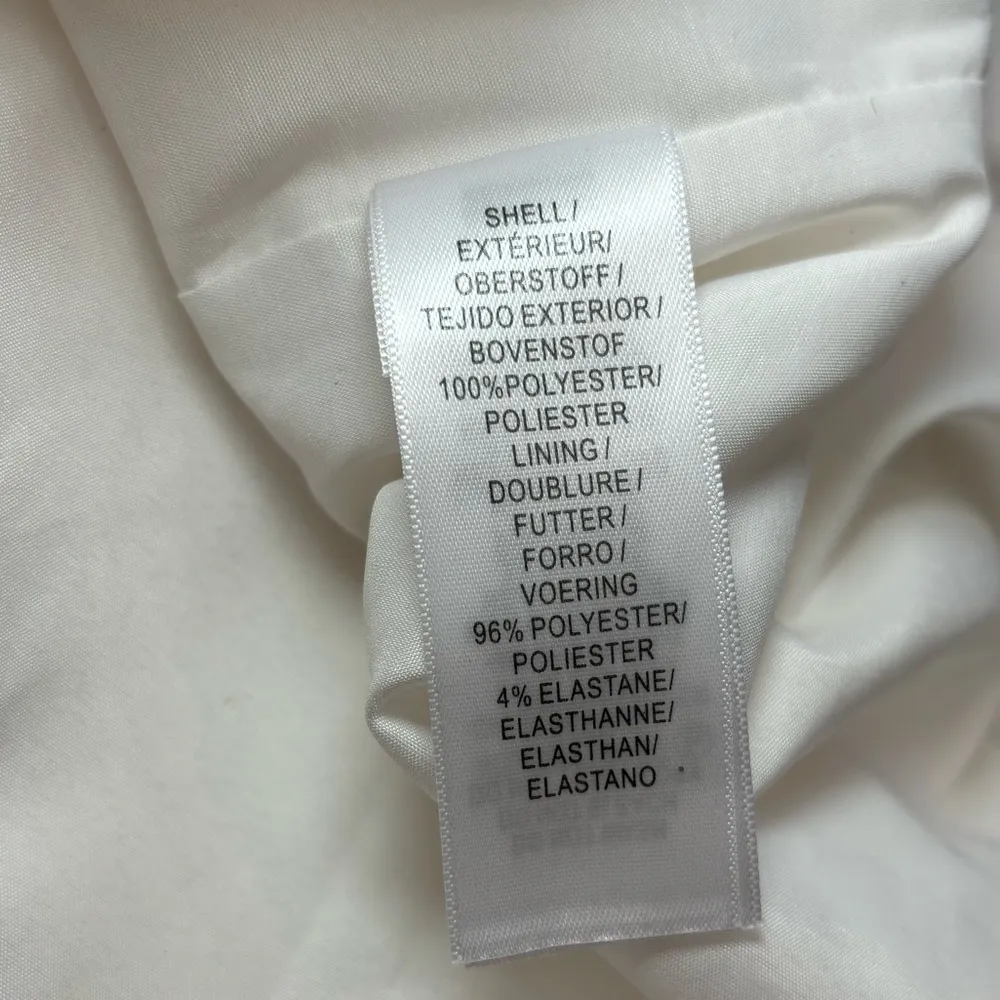 SHELL/
EXTÉRIEUR/
OBERSTOFF/
TEJIDO EXTERIOR/
BOVENSTOF
100%POLYESTER/
POLIESTER
LINING/
DOUBLURE/
FUTTER/
FORRO/
VOERING
96% POLYESTER/
POLIESTER
4% ELASTANE/
ELASTHANNE/
ELASTHAN/
ELASTANO